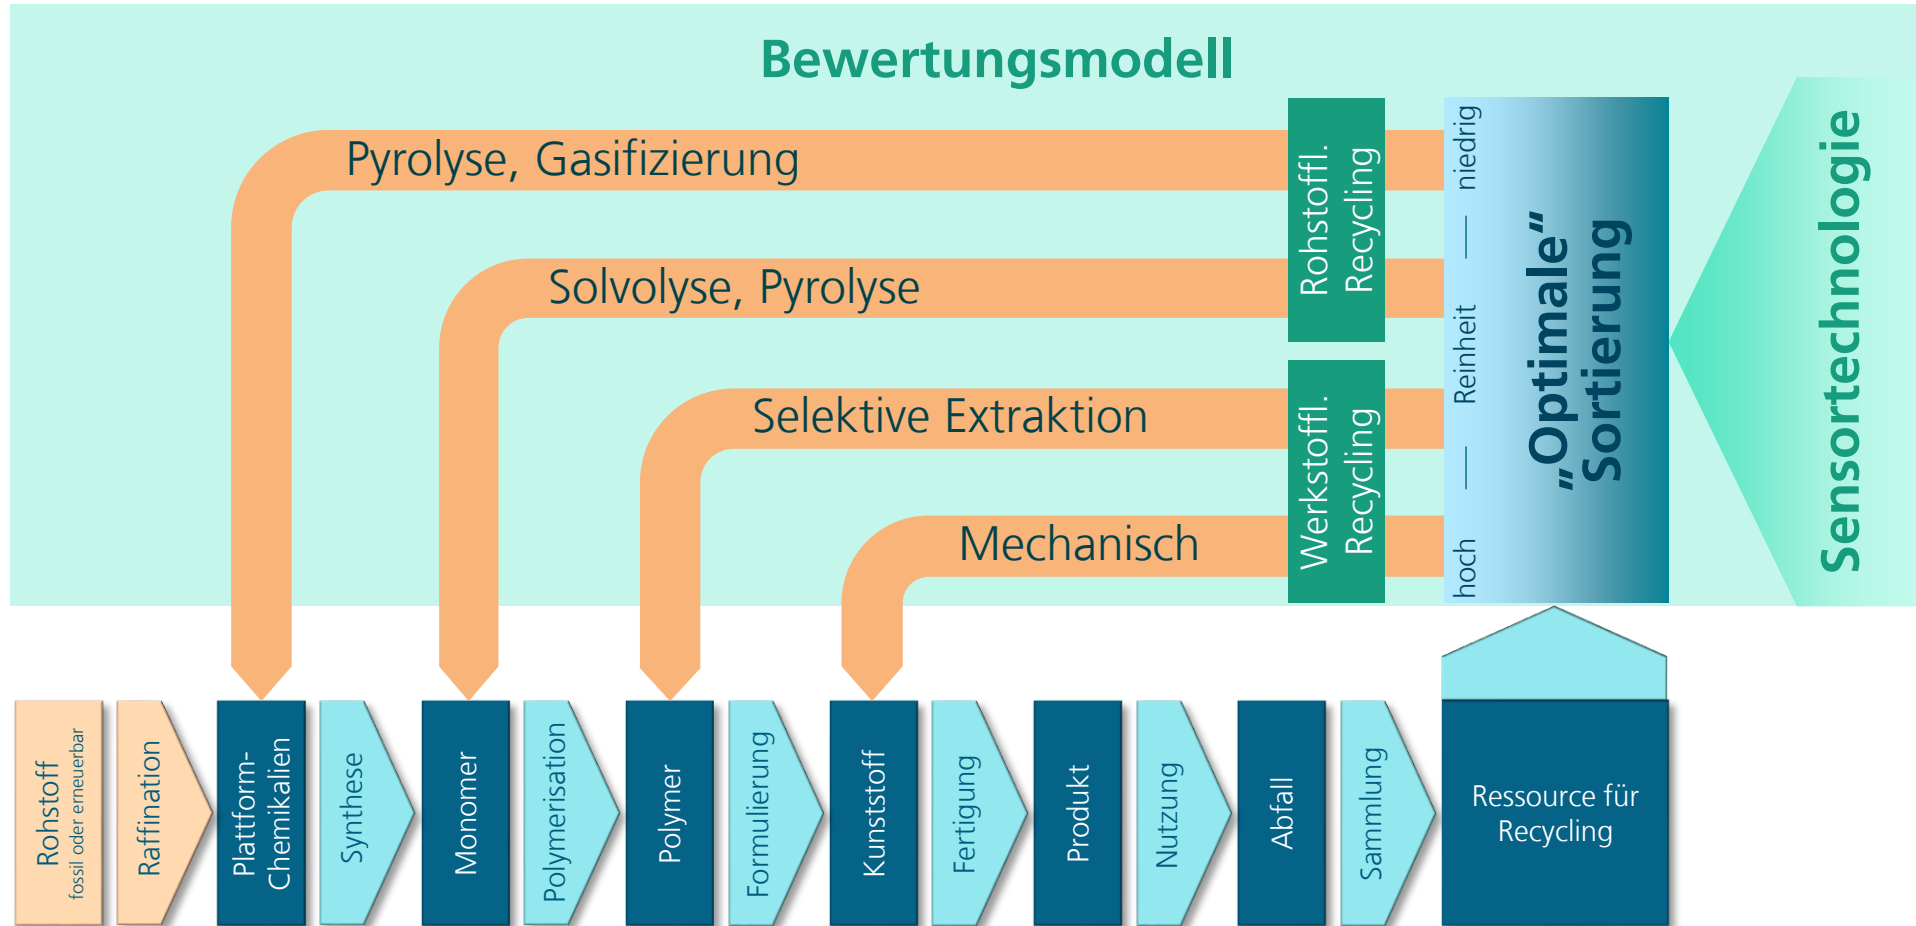 Bewertungsmodell
Pyrolyse, Gasifizierung
Solvolyse, Pyrolyse
Selektive Extraktion
Mechanisch
Rohstoffl.
Recycling
Werkstoffl.
Recycling
niedrig
Reinheit
hoch
„Optimale“
Sortierung
Sensortechnologie
Rohstoff
fossil oder erneuerbar
Raffination
Plattform-
Chemikalien
Synthese
Monomer
Polymerisation
Polymer
Formulierung
Kunststoff
Fertigung
Produkt
Nutzung
Abfall
Sammlung
Ressource für
Recycling